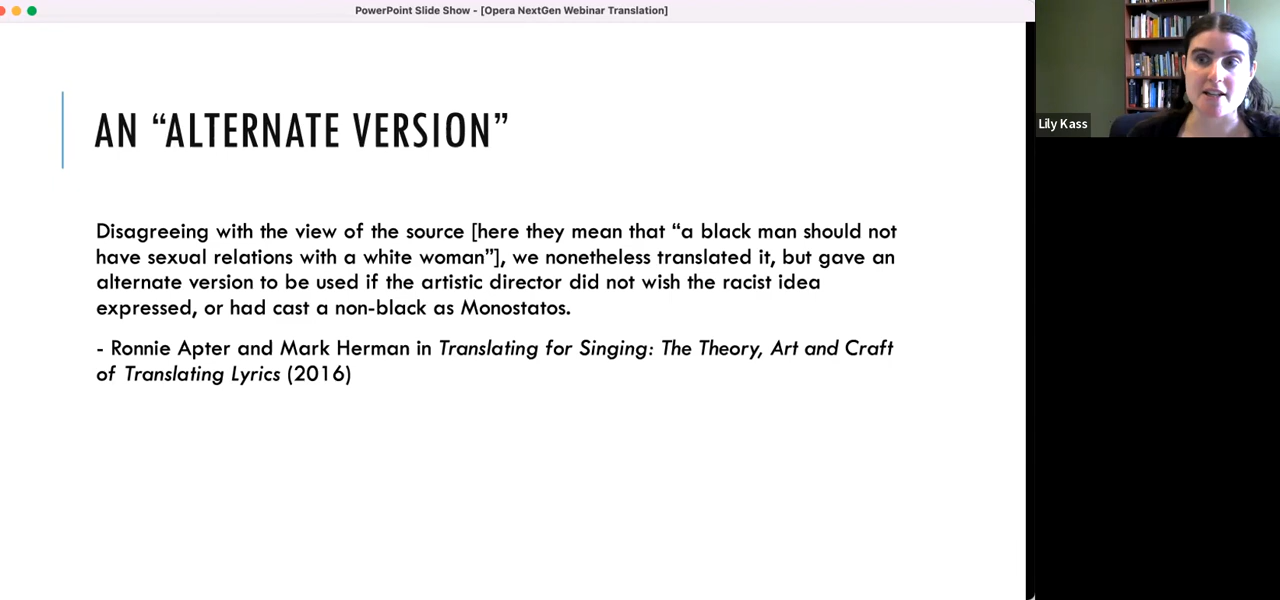 PowerPoint Slide Show - [Opera NextGen Webinar Translation]
AN “ALTERNATE VERSION”
Disagreeing with the view of the source [here they mean that “a black man should not
have sexual relations with a white woman”], we nonetheless translated it, but gave an
alternate version to be used if the artistic director did not wish the racist idea
expressed, or had cast a non-black as Monostatos.
- Ronnie Apter and Mark Herman in Translating for Singing: The Theory, Art and Craft
of Translating Lyrics (2016)
Lily Kass